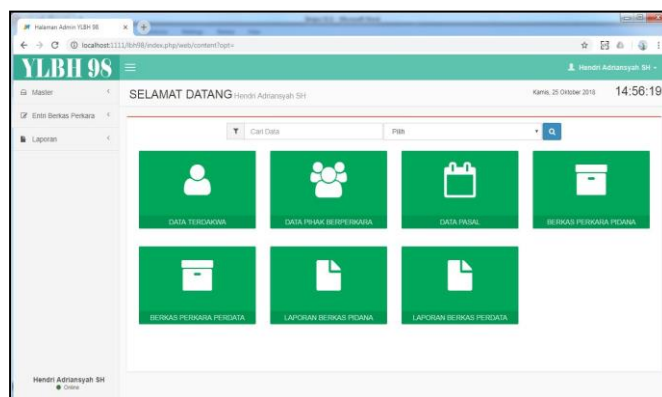 Halaman Admin YLBH 98
localhost:1111/lbh98/index.php/web/content?opt=
YLBH 98
Hendri Adriansyah SH
Master
SELAMAT DATANG Hendri Adriansyah SH
Kamis, 25 Oktober 2018
14:56:19
Entri Berkas Perkara
Laporan
Cari Data
Pilih
DATA TERDAKWA
DATA PIHAK BERPERKARA
DATA PASAL
BERKAS PERKARA PIDANA
BERKAS PERKARA PERDATA
LAPORAN BERKAS PIDANA
LAPORAN BERKAS PERDATA
Hendri Adriansyah SH
Online